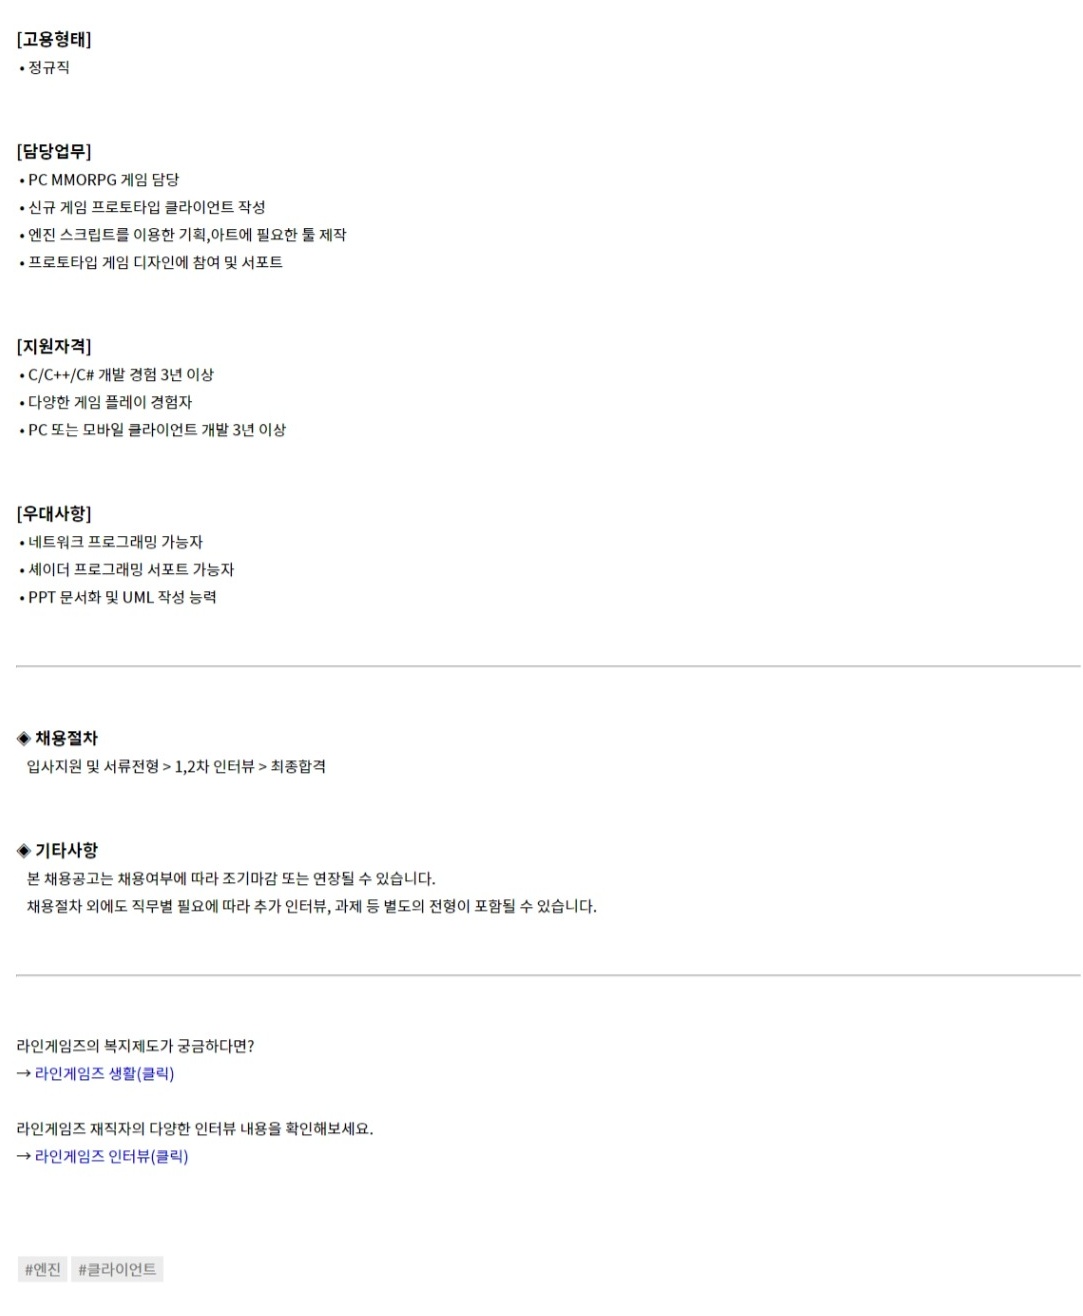 [고용형태]
• 정규직
[담당업무]
• PC MMORPG 게임 담당
• 신규 게임 프로토타입 클라이언트 작성
• 엔진 스크립트를 이용한 기획,아트에 필요한 툴 제작
• 프로토타입 게임 디자인에 참여 및 서포트
[지원자격]
• C/C++/C# 개발 경험 3년 이상
• 다양한 게임 플레이 경험자
• PC 또는 모바일 클라이언트 개발 3년 이상
[우대사항]
• 네트워크 프로그래밍 가능자
• 셰이더 프로그래밍 서포트 가능자
• PPT 문서화 및 UML 작성 능력
◈ 채용절차
입사지원 및 서류전형 > 1,2차 인터뷰 > 최종합격
◈ 기타사항
본 채용공고는 채용여부에 따라 조기마감 또는 연장될 수 있습니다.
채용절차 외에도 직무별 필요에 따라 추가 인터뷰, 과제 등 별도의 전형이 포함될 수 있습니다.
라인게임즈의 복지제도가 궁금하다면?
→ 라인게임즈 생활(클릭)
라인게임즈 재직자의 다양한 인터뷰 내용을 확인해보세요.
→ 라인게임즈 인터뷰(클릭)
#엔진 #클라이언트